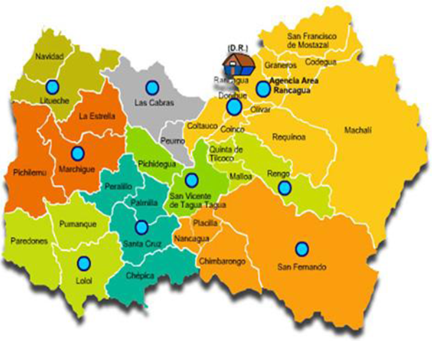 San Francisco
de Mostazal
(D.R.)
Navidad
Graneros
Codegua
Rancagua
Agencia Area
Rancagua
Litueche
Las Cabras
Doñihue
Olivar
La Estrella
Coltauco
Coinco
Machalí
Requinoa
Peumo
Quinta de
Tilcoco
Pichidegua
Marchigue
Pichilemu
Peralillo
Malloa
Rengo
San Vicente
de Tagua Tagua
Palmilla
Pumanque
Placilla
Paredones
Santa Cruz
Nancagua
Chimbarongo
San Fernando
Chépica
Lolol